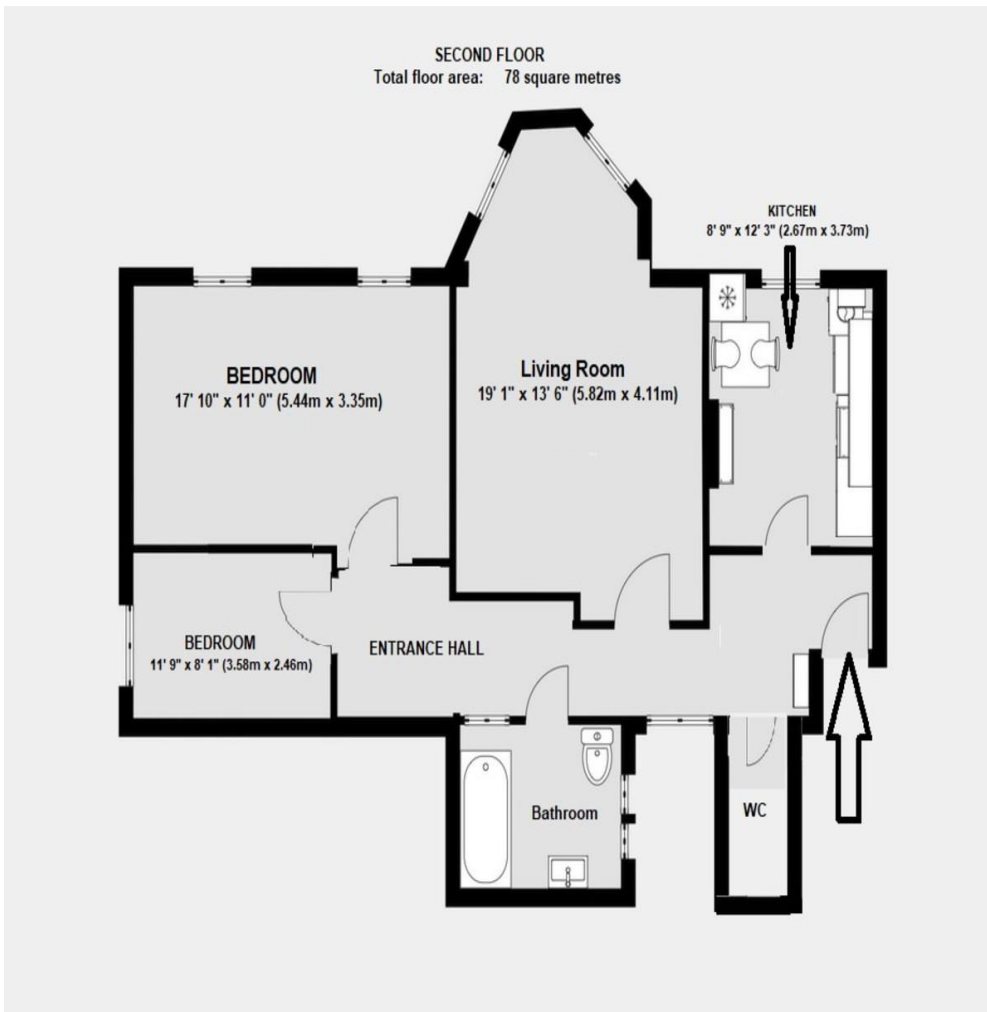 SECOND FLOOR
Total floor area: 78 square metres
KITCHEN
8' 9" x 12' 3" (2.67m x 3.73m)
BEDROOM
17' 10" x 11' 0" (5.44m x 3.35m)
Living Room
19' 1" x 13' 6" (5.82m x 4.11m)
BEDROOM
11' 9" x 8' 1" (3.58m x 2.46m)
ENTRANCE HALL
Bathroom
WC